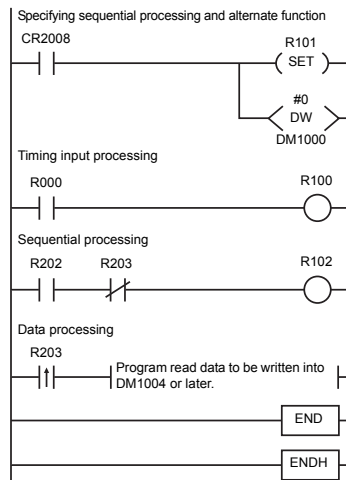 Specifying sequential processing and alternate function
CR2008
R101
SET
#0
DW
DM1000
Timing input processing
R000
R100
Sequential processing
R202
R203
R102
Data processing
R203
Program read data to be written into
DM1004 or later.
END
ENDH